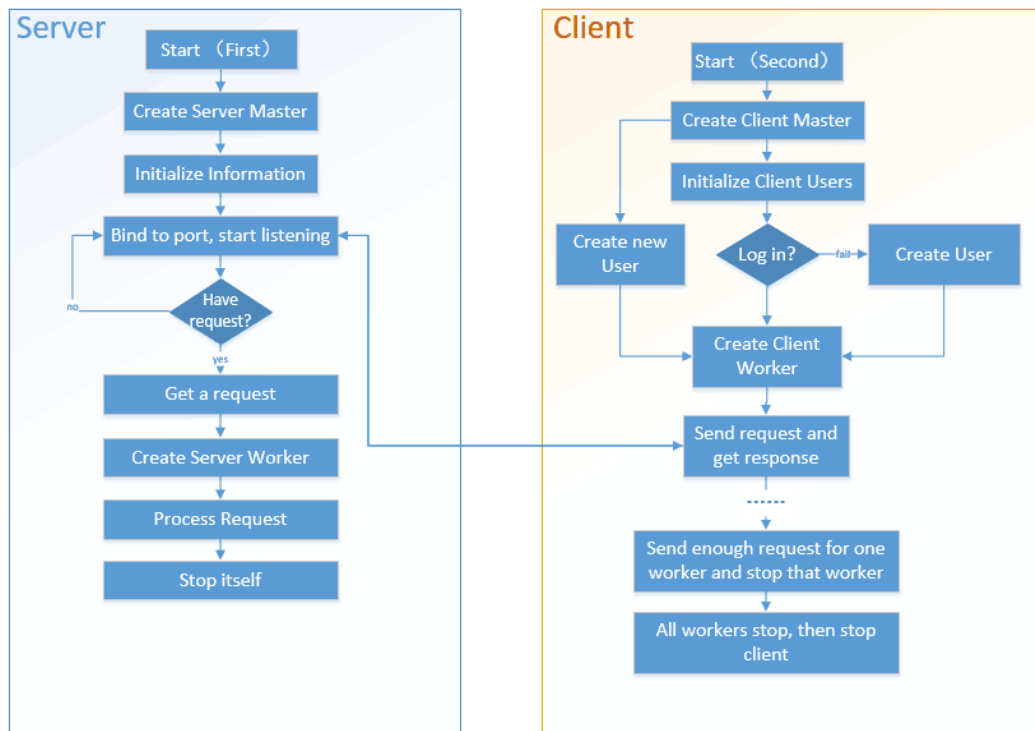 Server
Start （First）
Create Server Master
Initialize Information
Bind to port, start listening
no
Have
request?
yes
Get a request
Create Server Worker
Process Request
Stop itself
Client
Start （Second）
Create Client Master
Initialize Client Users
Create new
User
Log in?
fail
Create User
Create Client
Worker
Send request and
get response
......
Send enough request for one
worker and stop that worker
All workers stop, then stop
client